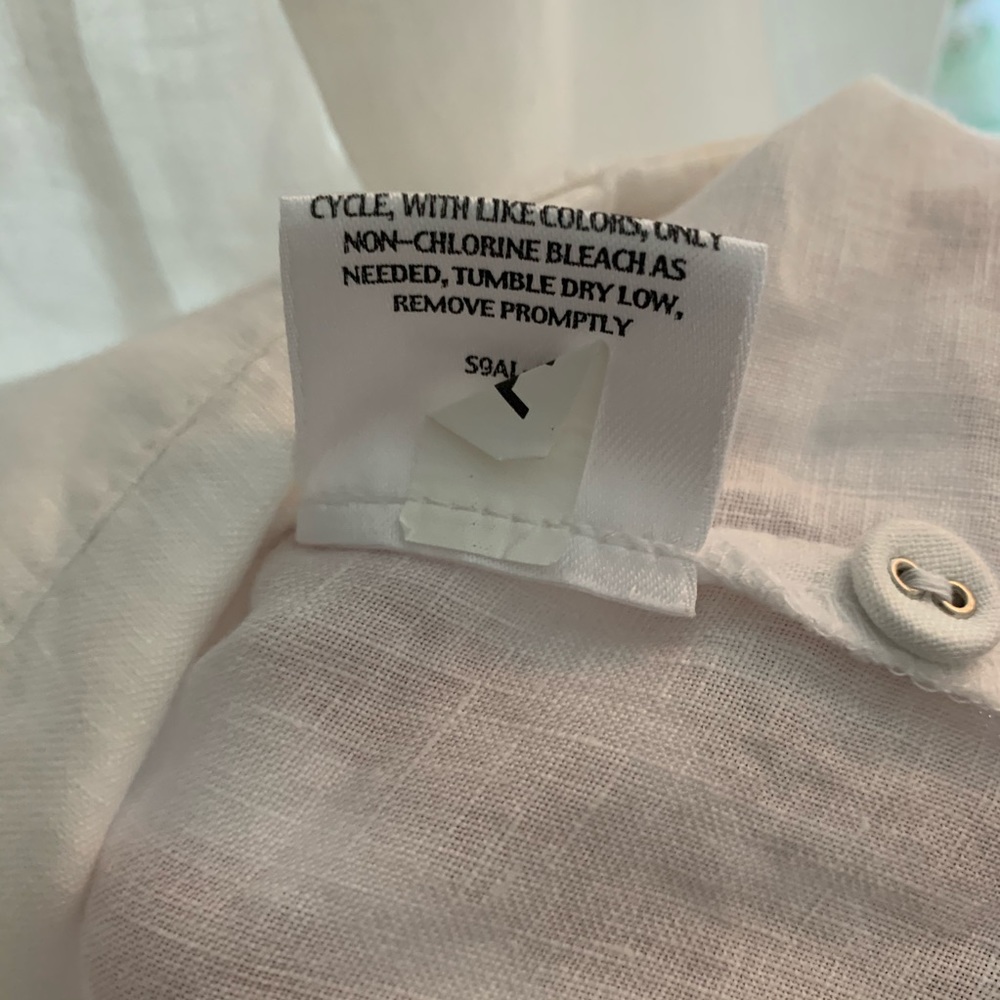 CYCLE, WITH LIKE COLORS, ONLY
NON-CHLORINE BLEACH AS
NEEDED, TUMBLE DRY LOW,
REMOVE PROMPTLY